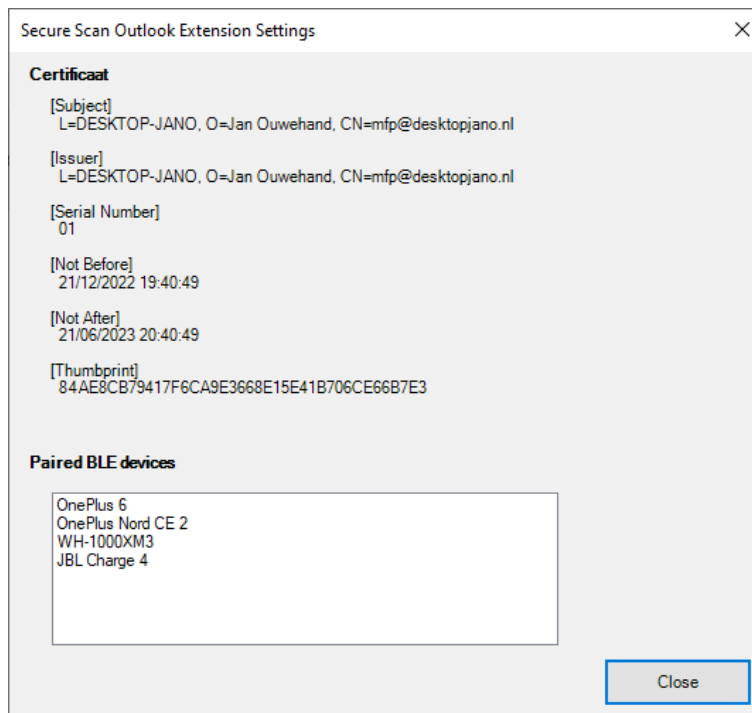 Secure Scan Outlook Extension Settings
Certificaat
[Subject]
L=DESKTOP-JANO, O=Jan Ouwehand, CN=mfp@desktopjano.nl
[Issuer]
L=DESKTOP-JANO, O=Jan Ouwehand, CN=mfp@desktopjano.nl
[Serial Number]
01
[Not Before]
21/12/2022 19:40:49
[Not After]
21/06/2023 20:40:49
[Thumbprint]
84AE8CB79417F6CA9E3668E15E41B706CE66B7E3
Paired BLE devices
OnePlus 6
OnePlus Nord CE 2
WH-1000XM3
JBL Charge 4
Close